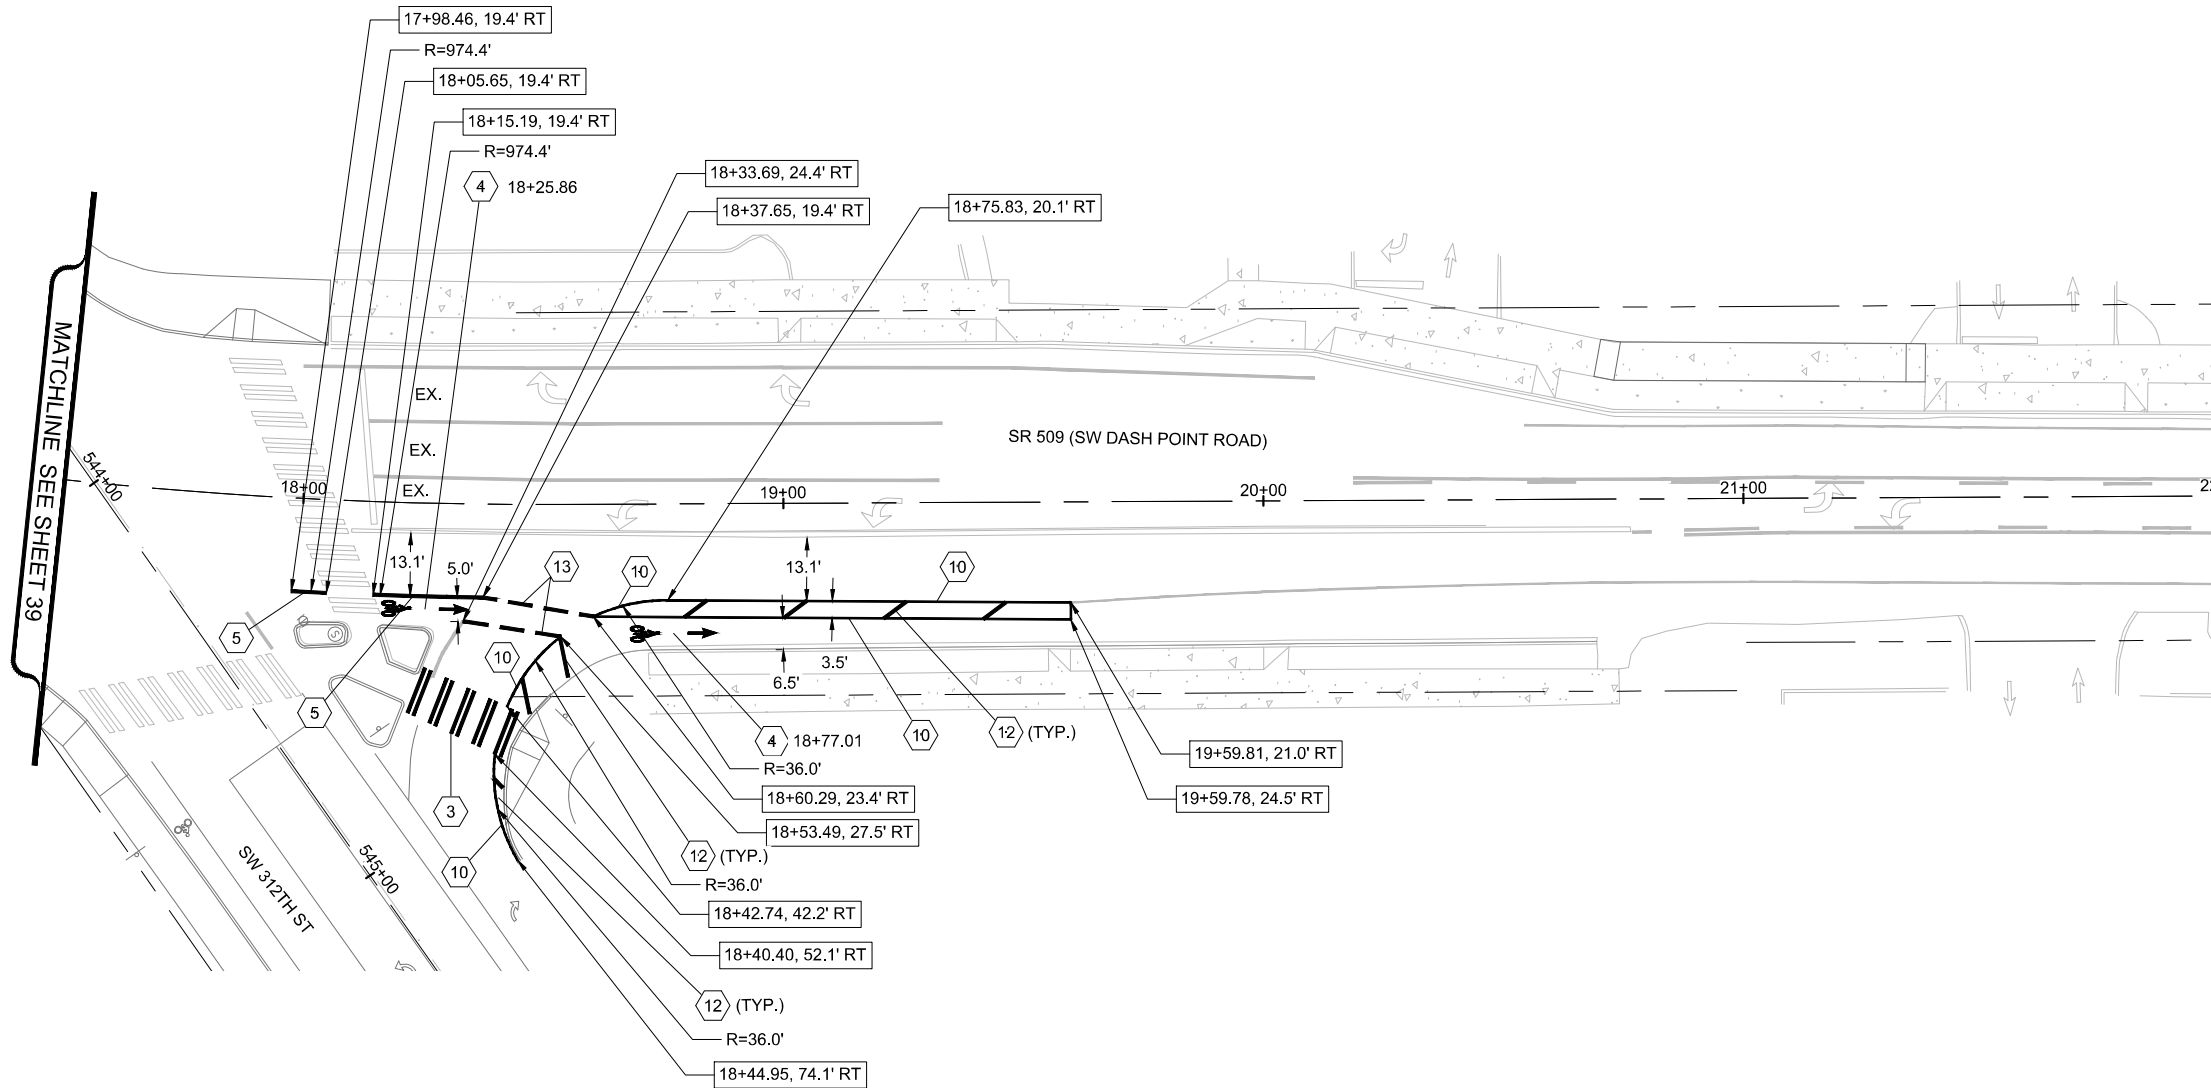 17+98.46, 19.4' RT
R=974.4'
18+05.65, 19.4' RT
18+15.19, 19.4' RT
R=974.4'
4 18+25.86
18+33.69, 24.4' RT
18+37.65, 19.4' RT
18+75.83, 20.1' RT
MATCHLINE SEE SHEET 39
EX.
EX.
EX.
SR 509 (SW DASH POINT ROAD)
544+00
18+00
19+00
20+00
21+00
13.1'
5.0'
13
10
13.1'
10
5
S
10
3.5'
6.5'
5
4 18+77.01
10
12 (TYP.)
R=36.0'
19+59.81, 21.0' RT
18+60.29, 23.4' RT
19+59.78, 24.5' RT
3
18+53.49, 27.5' RT
12 (TYP.)
10
545+00
SW 312TH ST
R=36.0'
18+42.74, 42.2' RT
18+40.40, 52.1' RT
12 (TYP.)
R=36.0'
18+44.95, 74.1' RT